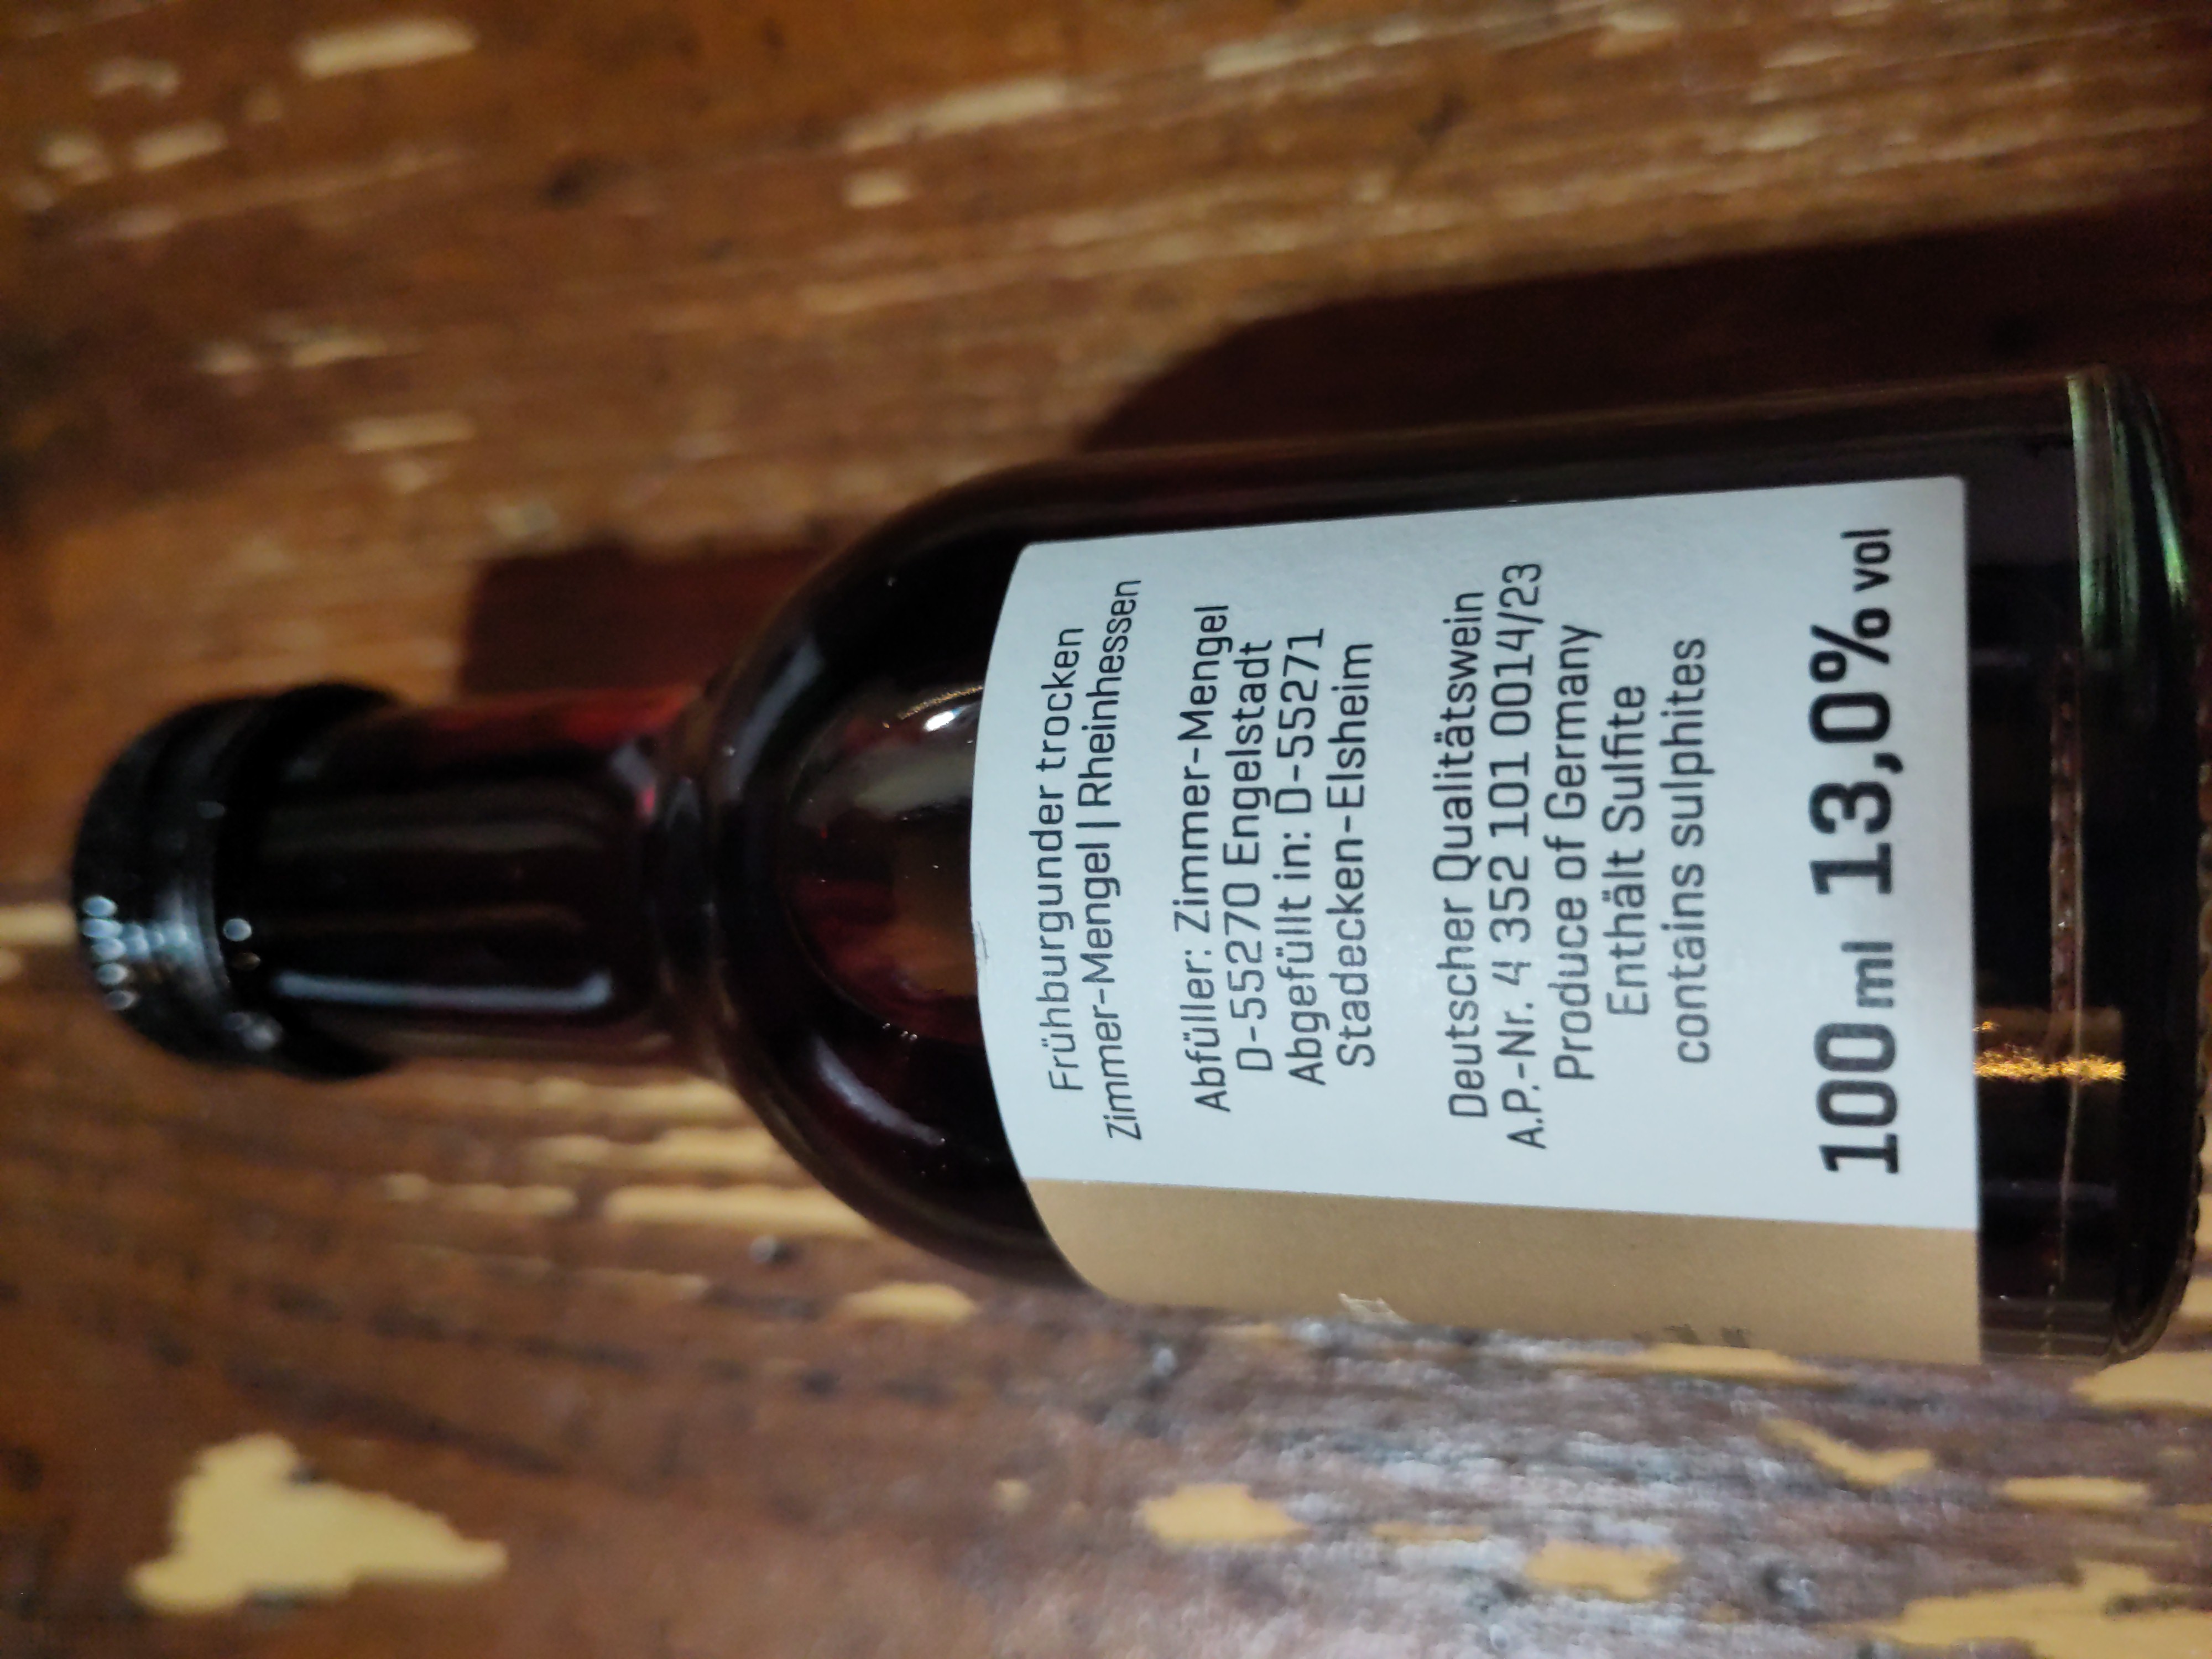 Frühburgunder trocken
Zimmer-Mengel | Rheinhessen
Abfüller: Zimmer-Mengel
D-55270 Engelstadt
Abgefüllt in: D-55271
Stadecken-Elsheim
Deutscher Qualitätswein
A.P.-Nr. 4 352 101 0014/23
Produce of Germany
Enthält Sulfite
contains sulphites
100 ml 13,0% vol